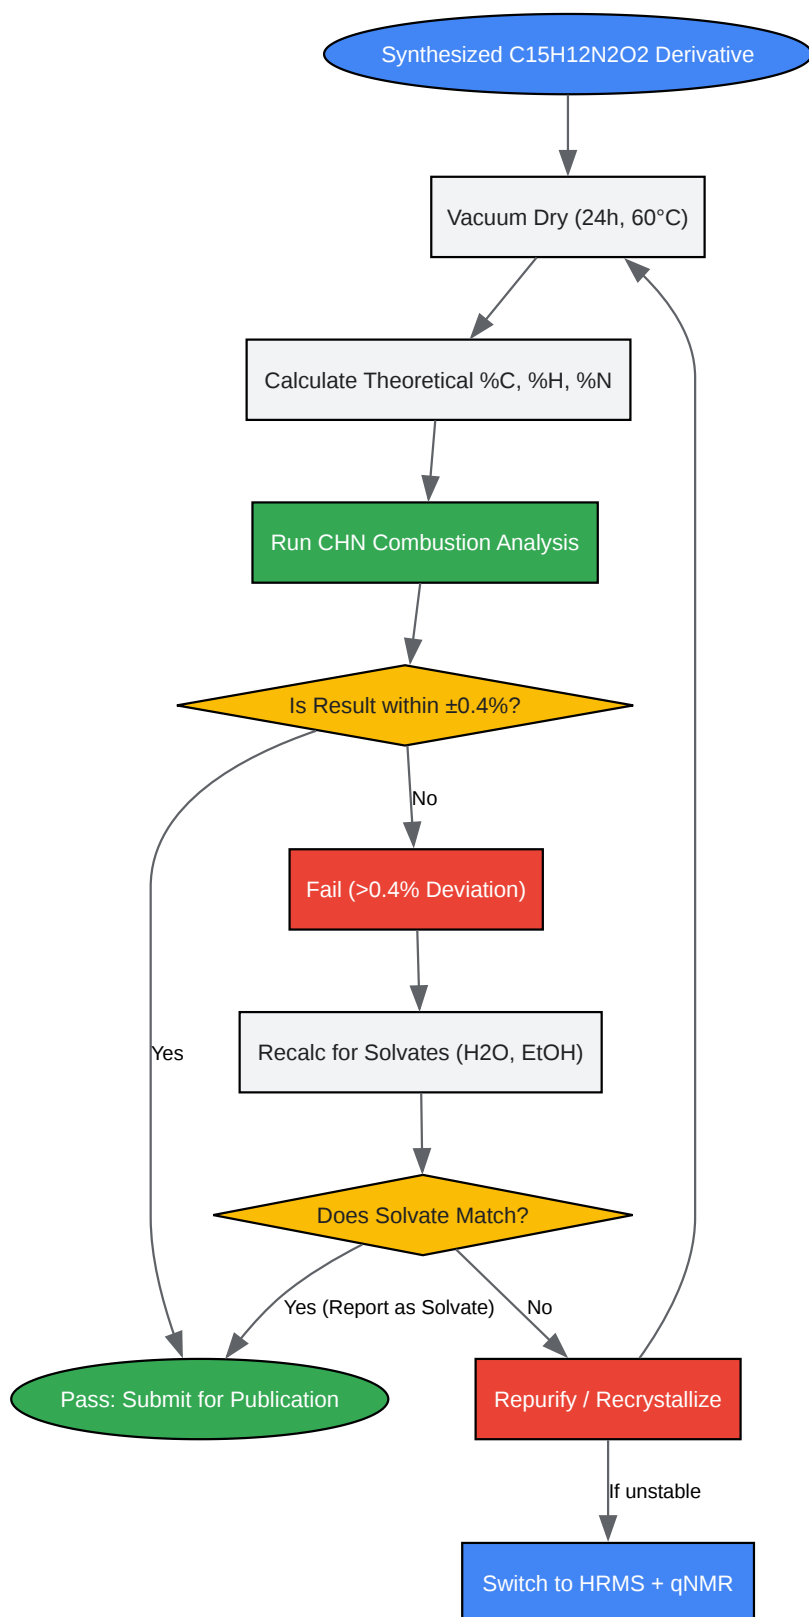 Synthesized C15H12N2O2 Derivative
Vacuum Dry (24h, 60°C)
Calculate Theoretical %C, %H, %N
Run CHN Combustion Analysis
Is Result within ±0.4%?
No
Fail (>0.4% Deviation)
Yes
Recalc for Solvates (H2O, EtOH)
Does Solvate Match?
Yes (Report as Solvate)
No
Pass: Submit for Publication
Repurify / Recrystallize
If unstable
Switch to HRMS + qNMR